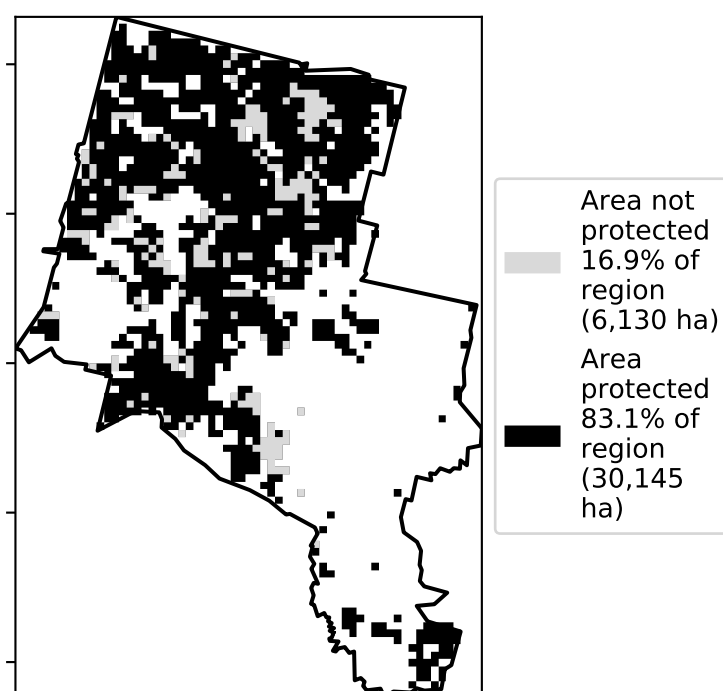 Area not
protected
16.9% of
region
(6,130 ha)
Area
protected
83.1% of
region
(30,145
ha)